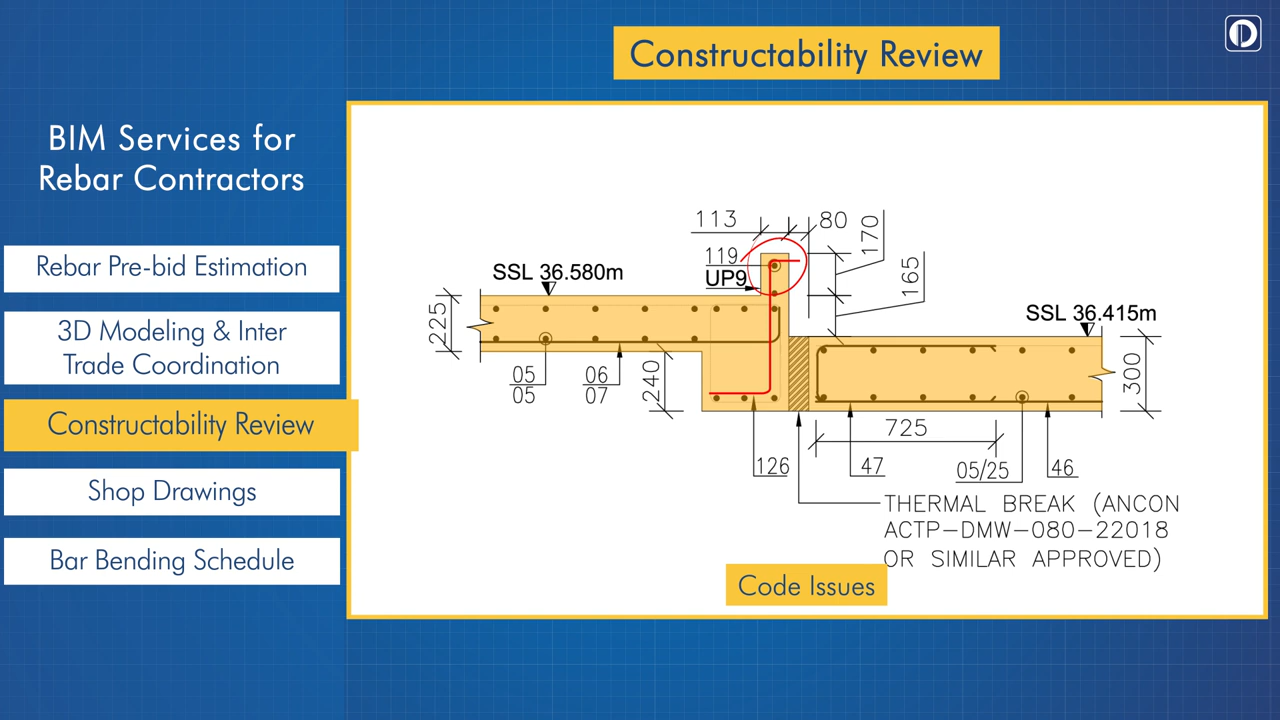 Constructability Review
BIM Services for
Rebar Contractors
Rebar Pre-bid Estimation
3D Modeling & Inter
Trade Coordination
Constructability Review
Shop Drawings
Bar Bending Schedule
113
80
170
119
UP9
165
SSL 36.580m
SSL 36.415m
225
240
300
05
05
06
07
725
126
47
05/25
46
THERMAL BREAK (ANCON
ACTP-DMW-080-22018
OR SIMILAR APPROVED)
Code Issues